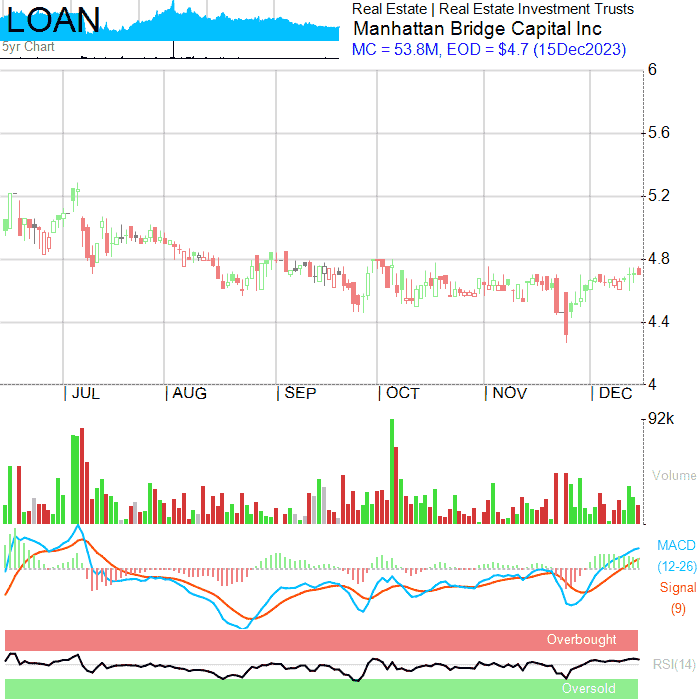 LOAN
5yr Chart
Real Estate | Real Estate Investment Trusts
Manhattan Bridge Capital Inc
MC = 53.8M, EOD = $4.7 (15Dec2023)
6
5.6
5.2
4.8
4.4
4
| JUL | AUG | SEP | OCT | NOV | DEC
92k
Volume
MACD
(12-26)
Signal
(9)
Overbought
RSI(14)
Oversold